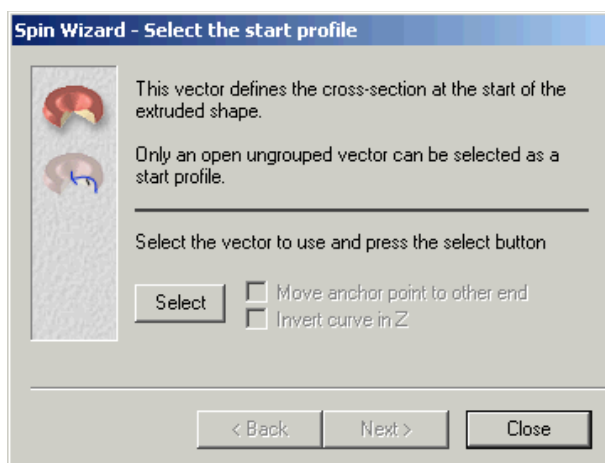 Spin Wizard - Select the start profile
This vector defines the cross-section at the start of the
extruded shape.
Only an open ungrouped vector can be selected as a
start profile.
Select the vector to use and press the select button
Select
Move anchor point to other end
Invert curve in Z
< Back
Next >
Close